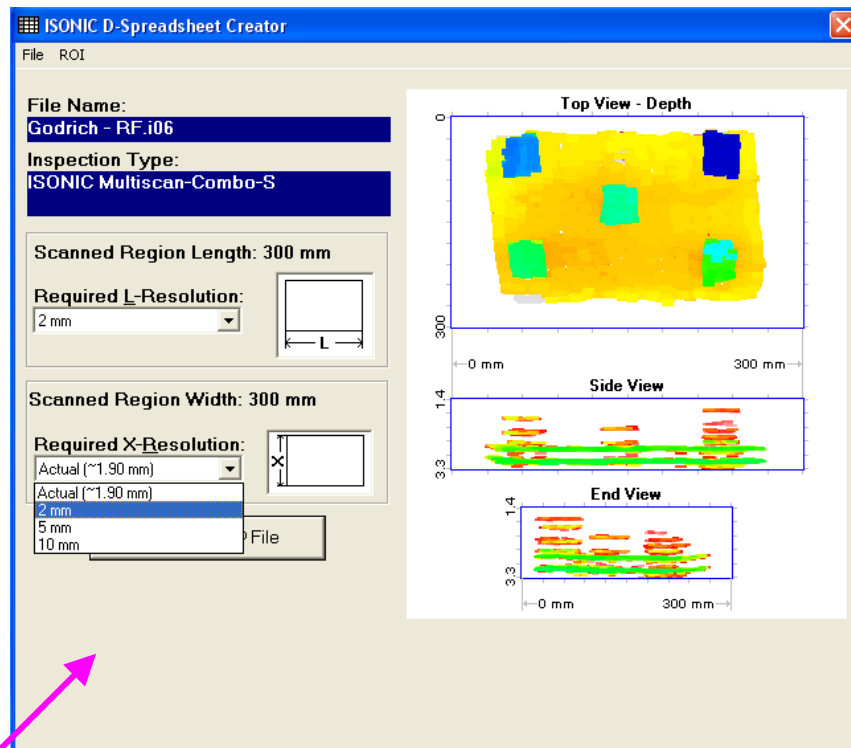 ISONIC D-Spreadsheet Creator
File ROI
File Name:
Godrich - RF.i06
Inspection Type:
ISONIC Multiscan-Combo-S
Scanned Region Length: 300 mm
Required L-Resolution:
2 mm
L
Scanned Region Width: 300 mm
Required X-Resolution:
Actual (~1.90 mm)
X
Actual (~1.90 mm)
2 mm
5 mm
10 mm
File
Top View - Depth
0
300
0 mm
300 mm
Side View
1.4
3.3
End View
1.4
3.3
0 mm
300 mm